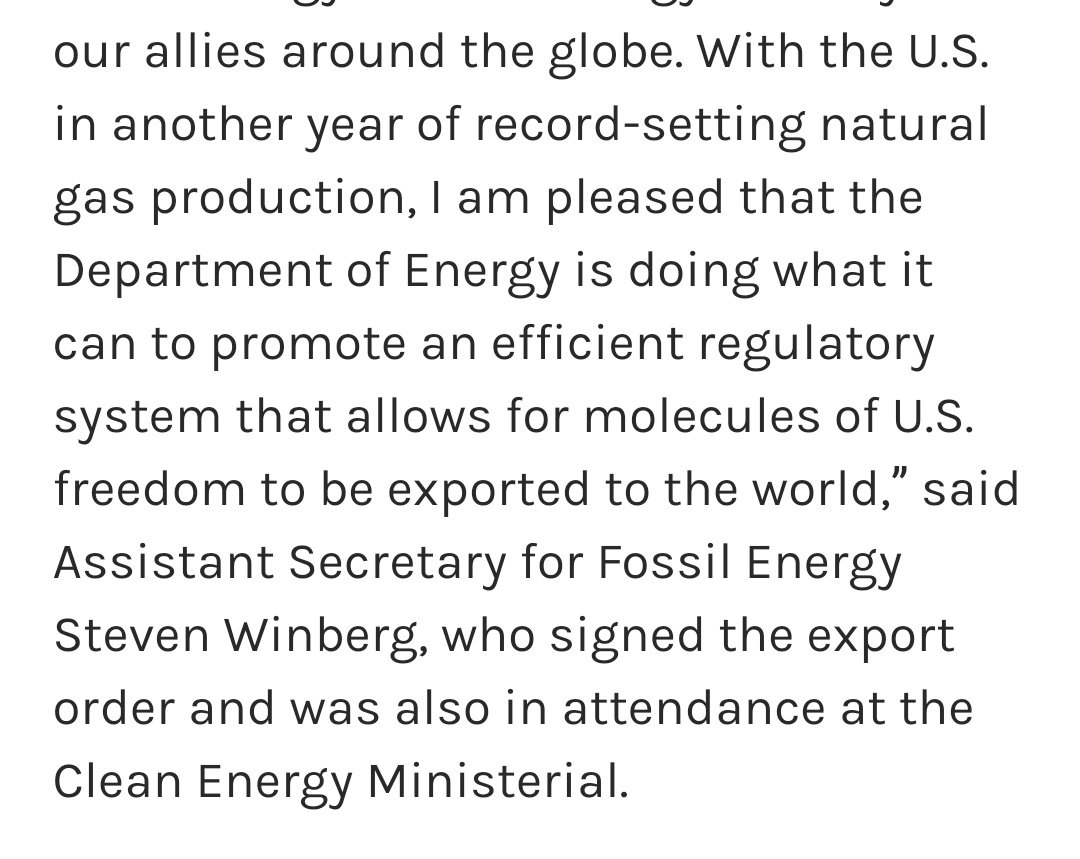 our allies around the globe. With the U.S.
in another year of record-setting natural
gas production, I am pleased that the
Department of Energy is doing what it
can to promote an efficient regulatory
system that allows for molecules of U.S.
freedom to be exported to the world,” said
Assistant Secretary for Fossil Energy
Steven Winberg, who signed the export
order and was also in attendance at the
Clean Energy Ministerial.